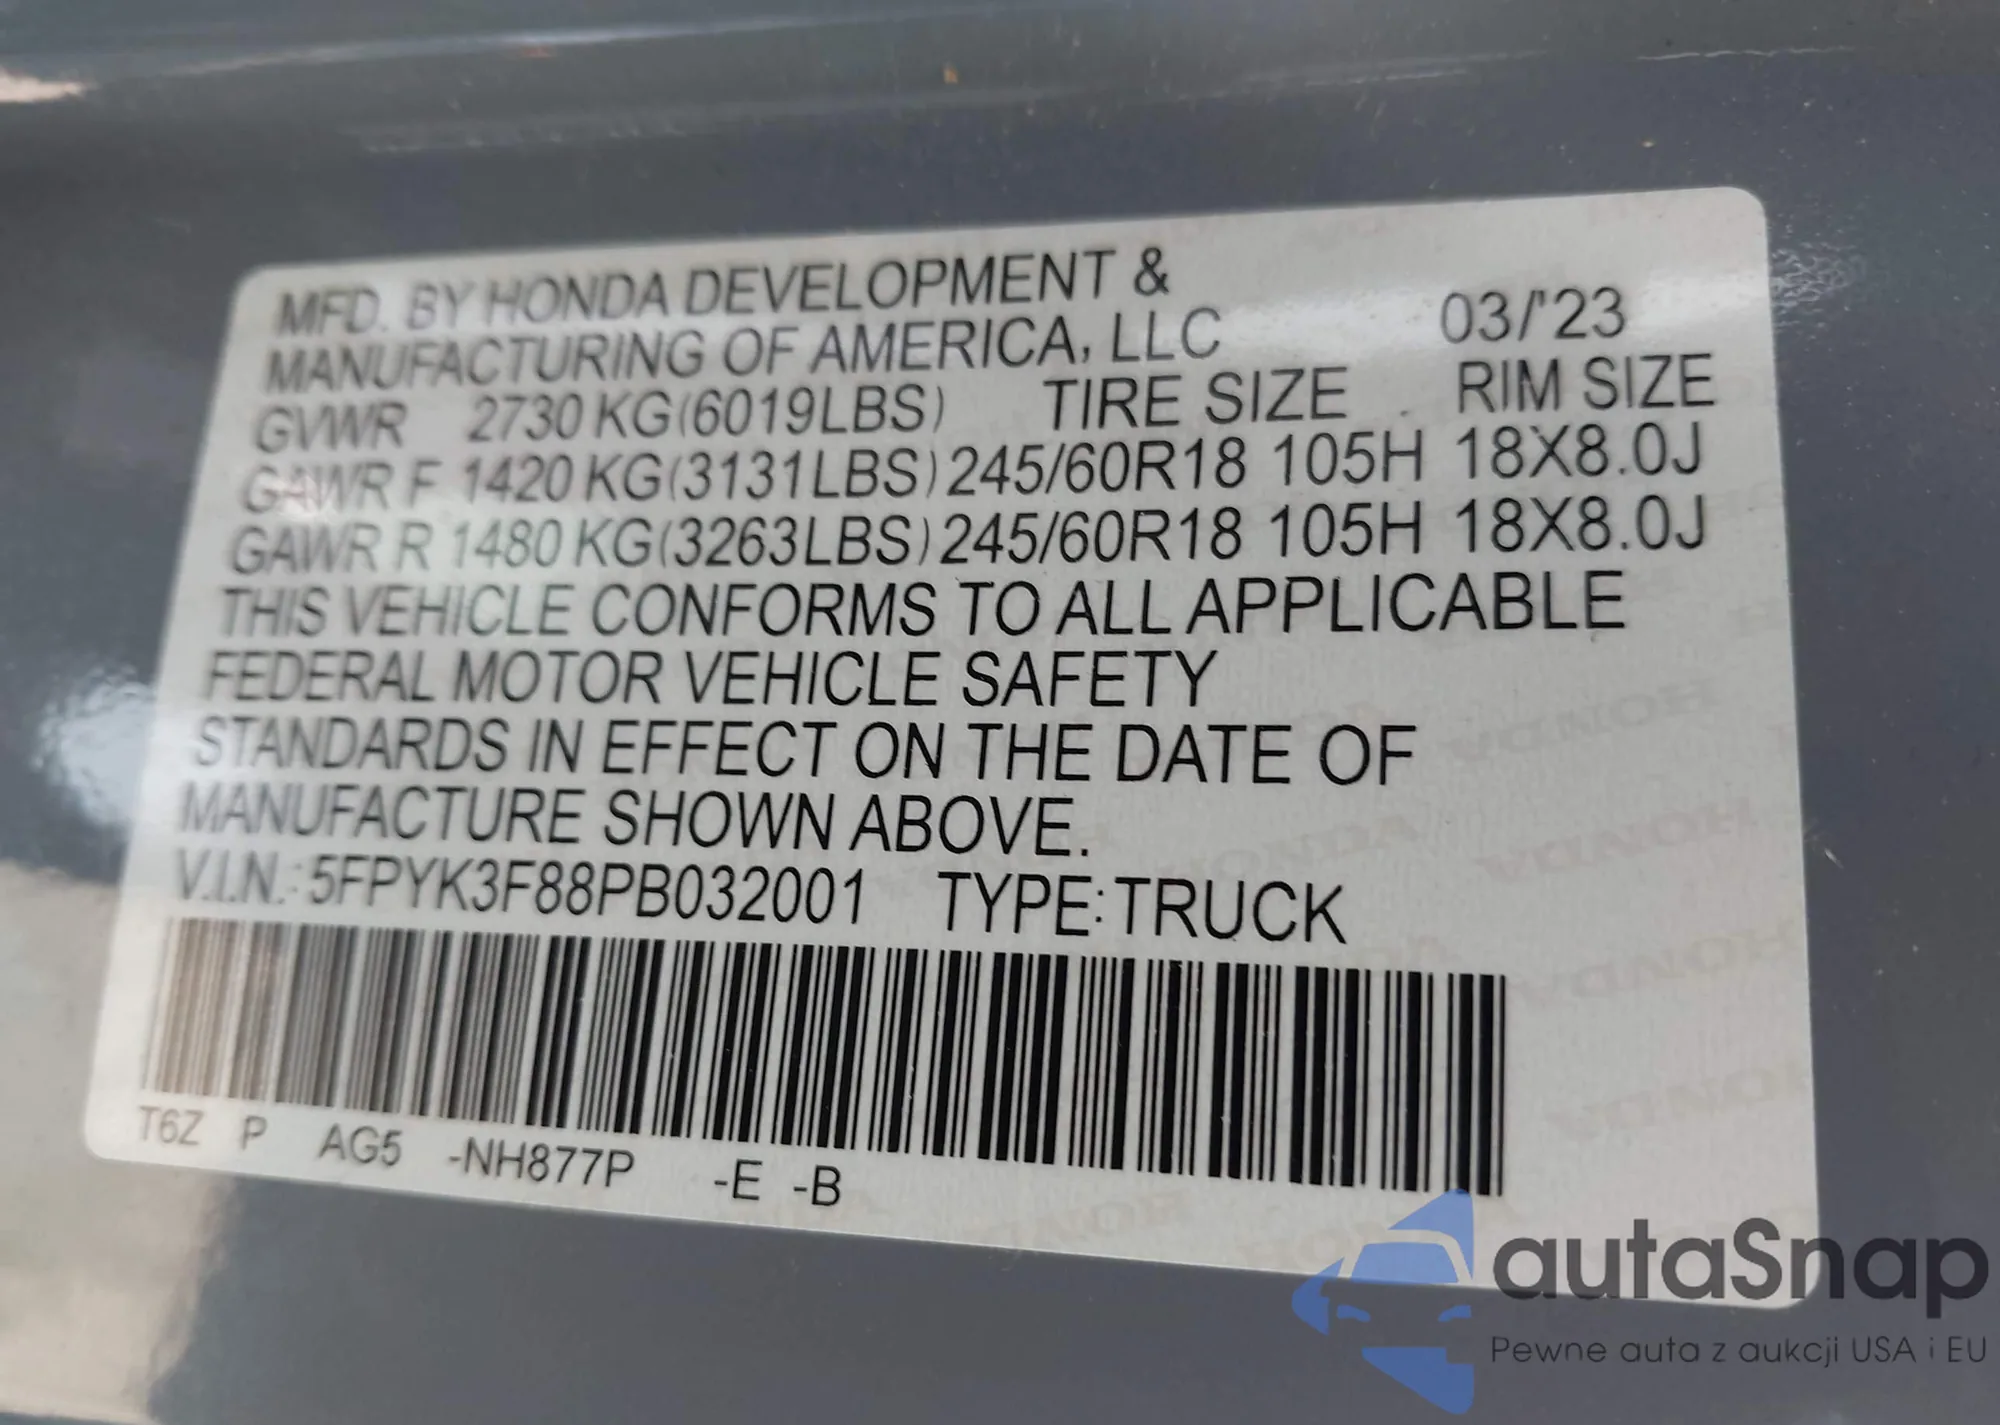 MFD. BY HONDA DEVELOPMENT &
MANUFACTURING OF AMERICA, LLC 03/'23
GVWR 2730 KG(6019LBS) TIRE SIZE RIM SIZE
GAWR F 1420 KG(3131LBS) 245/60R18 105H 18X8.0J
GAWR R 1480 KG(3263LBS) 245/60R18 105H 18X8.0J
THIS VEHICLE CONFORMS TO ALL APPLICABLE
FEDERAL MOTOR VEHICLE SAFETY
STANDARDS IN EFFECT ON THE DATE OF
MANUFACTURE SHOWN ABOVE.
V.I.N.: 5FPYK3F88PB032001 TYPE: TRUCK
T6Z P AG5 -NH877P -E -B
autaSnap
Pewne auta z aukcji USA i EU